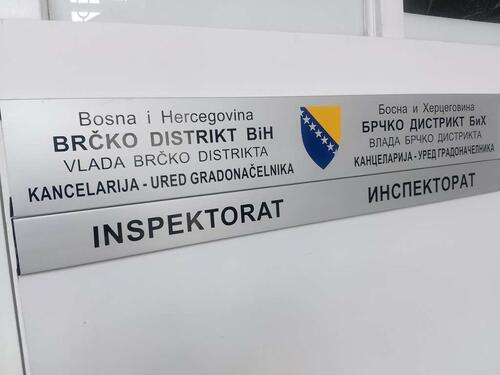 Bosna i Hercegovina
BRČKO DISTRIKT BiH
VLADA BRČKO DISTRIKTA
KANCELARIJA - URED GRADONAČELNIKA
INSPEKTORAT
Босна и Херцеговина
БРЧКО ДИСТРИКТ БиХ
ВЛАДА БРЧКО ДИСТРИКТА
КАНЦЕЛАРИЈА - УРЕД ГРАДОНАЧЕЛНИКА
ИНСПЕКТОРАТ